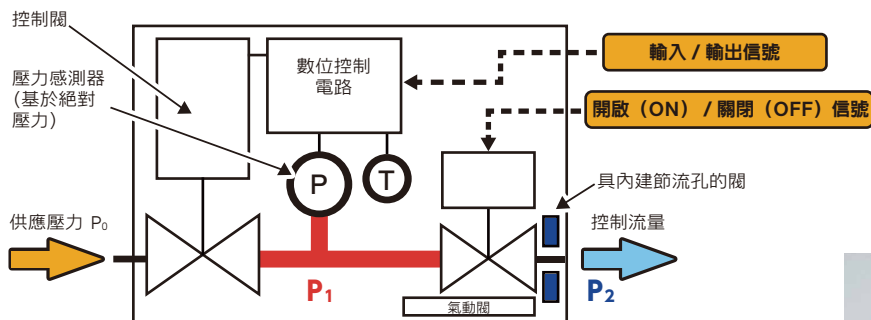 控制閥
壓力感測器
(基於絕對
壓力)
數位控制
電路
輸入 / 輸出信號
開啟（ON） / 關閉（OFF）信號
P
T
具內建節流孔的閥
供應壓力 P₀
控制流量
P₁
P₂
氣動閥